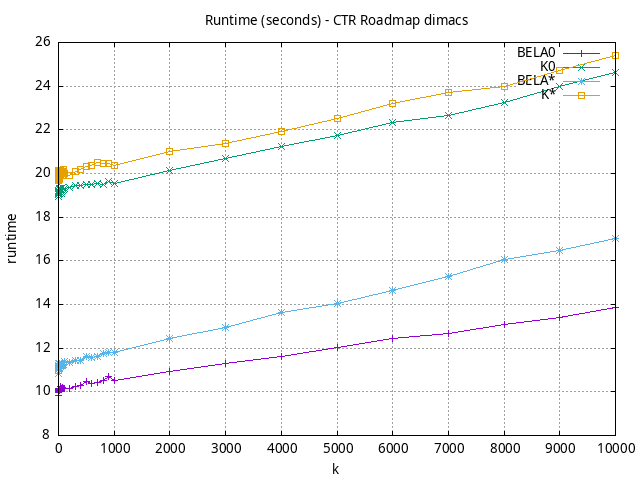 Runtime (seconds) - CTR Roadmap dimacs
26
24
22
20
18
16
14
12
10
8
runtime
BELA0
K0
BELA*
K*
0 1000 2000 3000 4000 5000 6000 7000 8000 9000 10000
k